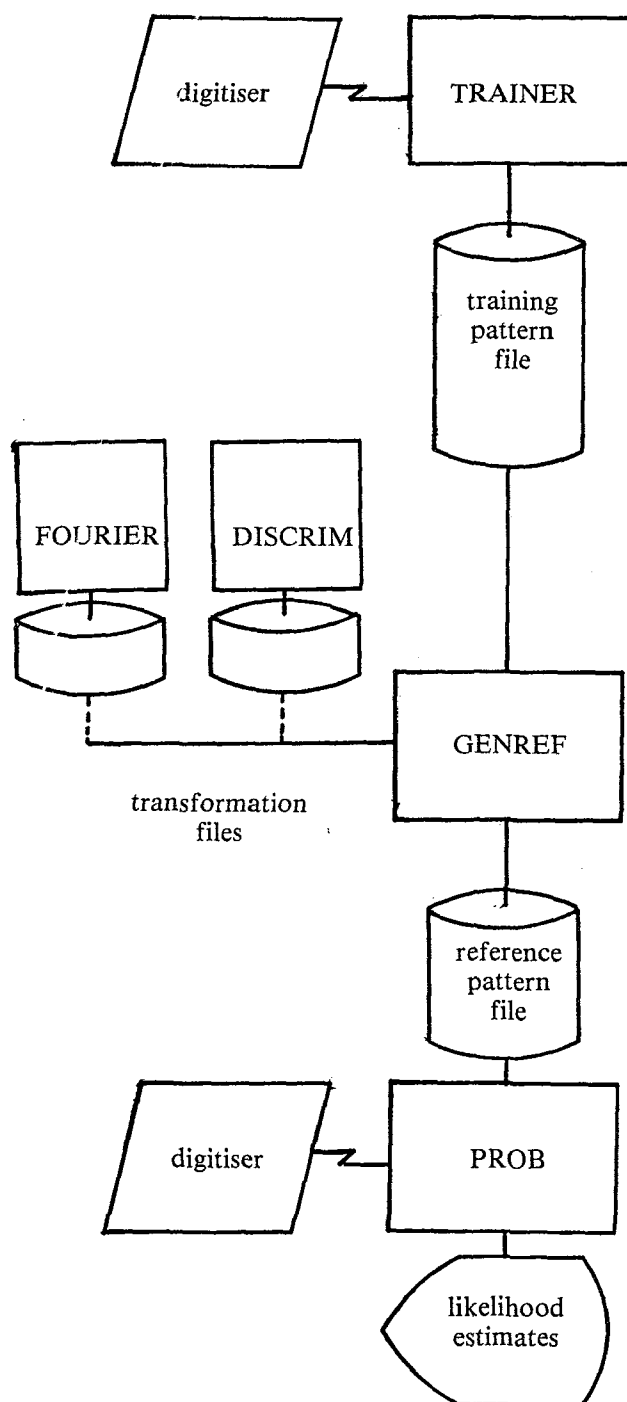 digitiser
TRAINER
training
pattern
file
FOURIER
DISCRIM
GENREF
transformation
files
reference
pattern
file
digitiser
PROB
likelihood
estimates